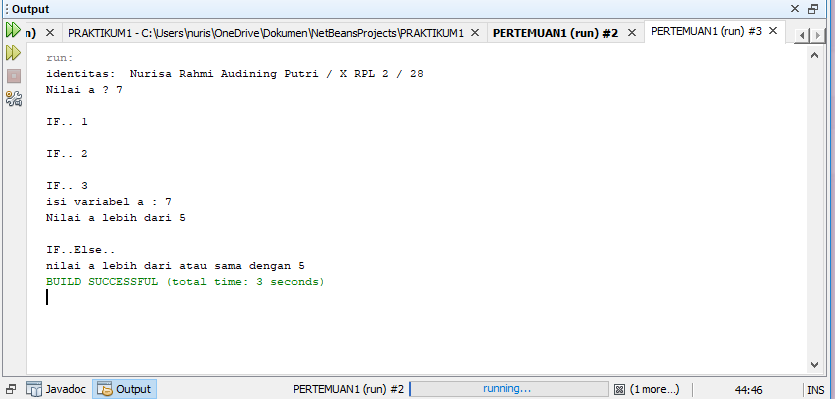 Output
n)
PRAKTIKUM1 - C:\Users\nuris\OneDrive\Dokumen\NetBeansProjects\PRAKTIKUM1
PERTEMUAN1 (run) #2
PERTEMUAN1 (run) #3
run:
identitas:  Nurisa Rahmi Audining Putri / X RPL 2 / 28
Nilai a ? 7
IF.. 1
IF.. 2
IF.. 3
isi variabel a : 7
Nilai a lebih dari 5
IF..Else..
nilai a lebih dari atau sama dengan 5
BUILD SUCCESSFUL (total time: 3 seconds)
Javadoc
Output
PERTEMUAN1 (run) #2
running...
(1 more...)
44:46
INS